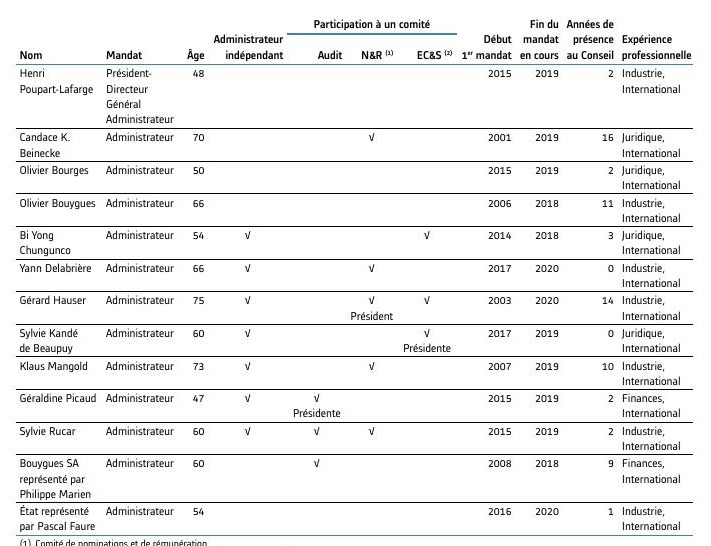 Participation à un comité
Nom Mandat Âge Administrateur indépendant Audit N&R (1) EC&S (2) Début 1er mandat Fin du mandat en cours Années de présence au Conseil Expérience professionnelle
Henri Poupart-Lafarge Président-Directeur Général Administrateur 48 2015 2019 2 Industrie, International
Candace K. Beinecke Administrateur 70 √ 2001 2019 16 Juridique, International
Olivier Bourges Administrateur 50 2015 2019 2 Juridique, International
Olivier Bouygues Administrateur 66 2006 2018 11 Industrie, International
Bi Yong Chungunco Administrateur 54 √ √ 2014 2018 3 Juridique, International
Yann Delabrière Administrateur 66 √ √ 2017 2020 0 Industrie, International
Gérard Hauser Administrateur 75 √ √ Président √ 2003 2020 14 Industrie, International
Sylvie Kandé de Beaupuy Administrateur 60 √ √ Présidente 2017 2019 0 Juridique, International
Klaus Mangold Administrateur 73 √ √ 2007 2019 10 Industrie, International
Géraldine Picaud Administrateur 47 √ √ Présidente 2015 2019 2 Finances, International
Sylvie Rucar Administrateur 60 √ √ √ 2015 2019 2 Industrie, International
Bouygues SA représenté par Philippe Marien Administrateur 60 √ 2008 2018 9 Finances, International
État représenté par Pascal Faure Administrateur 54 2016 2020 1 Industrie, International
(1) Comité de nominations et de rémunération